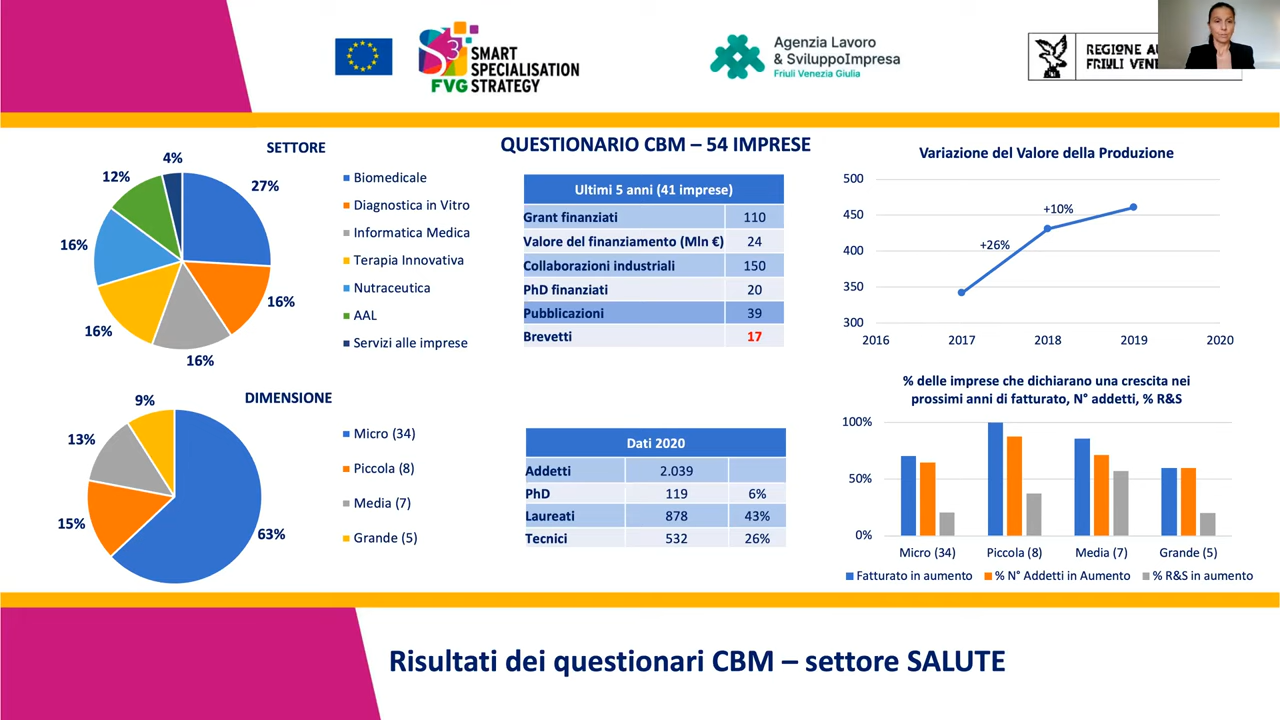 SMART
SPECIALISATION
FVG STRATEGY
Agenzia Lavoro
& SviluppoImpresa
Friuli Venezia Giulia
REGIONE
FRIULI
SETTORE
4%
12%
27%
16%
16%
16%
16%
Biomedicale
Diagnostica in Vitro
Informatica Medica
Terapia Innovativa
Nutraceutica
AAL
Servizi alle imprese
QUESTIONARIO CBM – 54 IMPRESE
Ultimi 5 anni (41 imprese)
Grant finanziati 110
Valore del finanziamento (Mln €) 24
Collaborazioni industriali 150
PhD finanziati 20
Pubblicazioni 39
Brevetti 17
Variazione del Valore della Produzione
500
450
400
350
300
+26%
+10%
2016 2017 2018 2019 2020
DIMENSIONE
9%
13%
15%
63%
Micro (34)
Piccola (8)
Media (7)
Grande (5)
Dati 2020
Addetti 2.039
PhD 119 6%
Laureati 878 43%
Tecnici 532 26%
% delle imprese che dichiarano una crescita nei
prossimi anni di fatturato, N° addetti, % R&S
100%
50%
0%
Micro (34) Piccola (8) Media (7) Grande (5)
Fatturato in aumento % N° Addetti in Aumento % R&S in aumento
Risultati dei questionari CBM – settore SALUTE